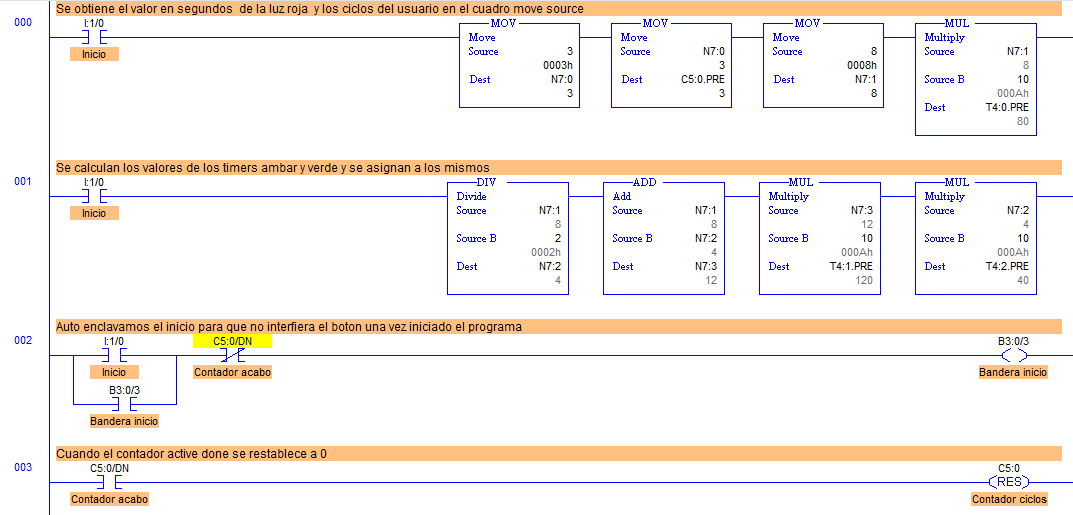 Se obtiene el valor en segundos de la luz roja y los ciclos del usuario en el cuadro move source
000
I:1/0
Inicio
MOV
Move
Source 3
0003h
Dest N7:0
3
MOV
Move
Source N7:0
3
Dest C5:0.PRE
3
MOV
Move
Source 8
0008h
Dest N7:1
8
MUL
Multiply
Source N7:1
8
Source B 10
000Ah
Dest T4:0.PRE
80
Se calculan los valores de los timers ambar y verde y se asignan a los mismos
001
I:1/0
Inicio
DIV
Divide
Source N7:1
8
Source B 2
0002h
Dest N7:2
4
ADD
Add
Source N7:1
8
Source B N7:2
4
Dest N7:3
12
MUL
Multiply
Source N7:3
12
Source B 10
000Ah
Dest T4:1.PRE
120
MUL
Multiply
Source N7:2
4
Source B 10
000Ah
Dest T4:2.PRE
40
Auto enclavamos el inicio para que no interfiera el boton una vez iniciado el programa
002
I:1/0
Inicio
C5:0/DN
Contador acabo
B3:0/3
Bandera inicio
B3:0/3
Bandera inicio
Cuando el contador active done se restablece a 0
003
C5:0/DN
Contador acabo
C5:0
RES
Contador ciclos